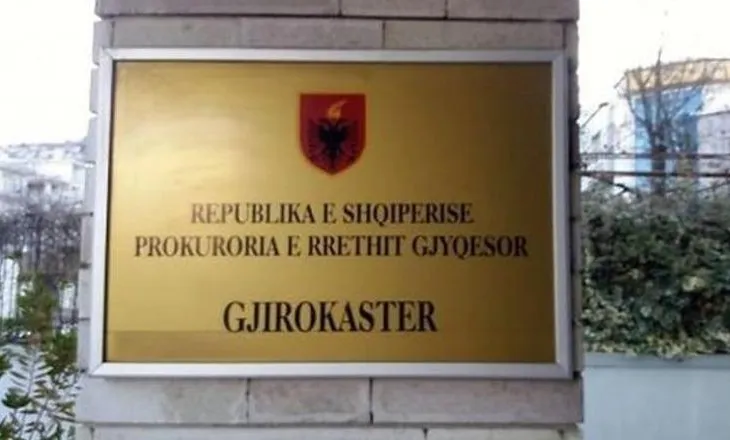 REPUBLIKA E SHQIPERISE
PROKURORIA E RRETHIT GJYQESOR
GJIROKASTER